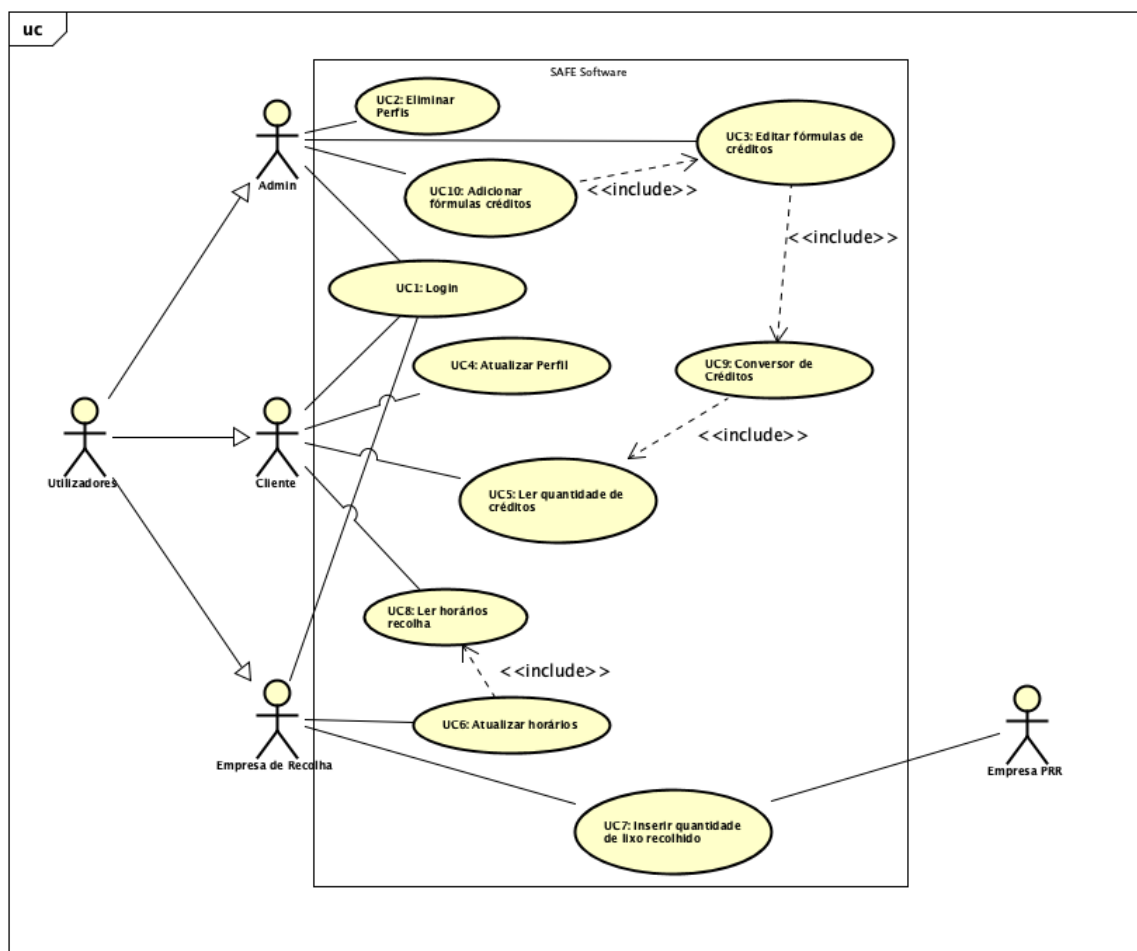 uc
SAFE Software
UC2: Eliminar
Perfis
UC3: Editar fórmulas de
créditos
Admin
UC10: Adicionar
fórmulas créditos
<<include>>
<<include>>
UC1: Login
UC4: Atualizar Perfil
UC9: Conversor de
Créditos
<<include>>
Utilizadores
Cliente
UC5: Ler quantidade de
créditos
UC8: Ler horários
recolha
<<include>>
UC6: Atualizar horários
Empresa de Recolha
Empresa PRR
UC7: Inserir quantidade
de lixo recolhido